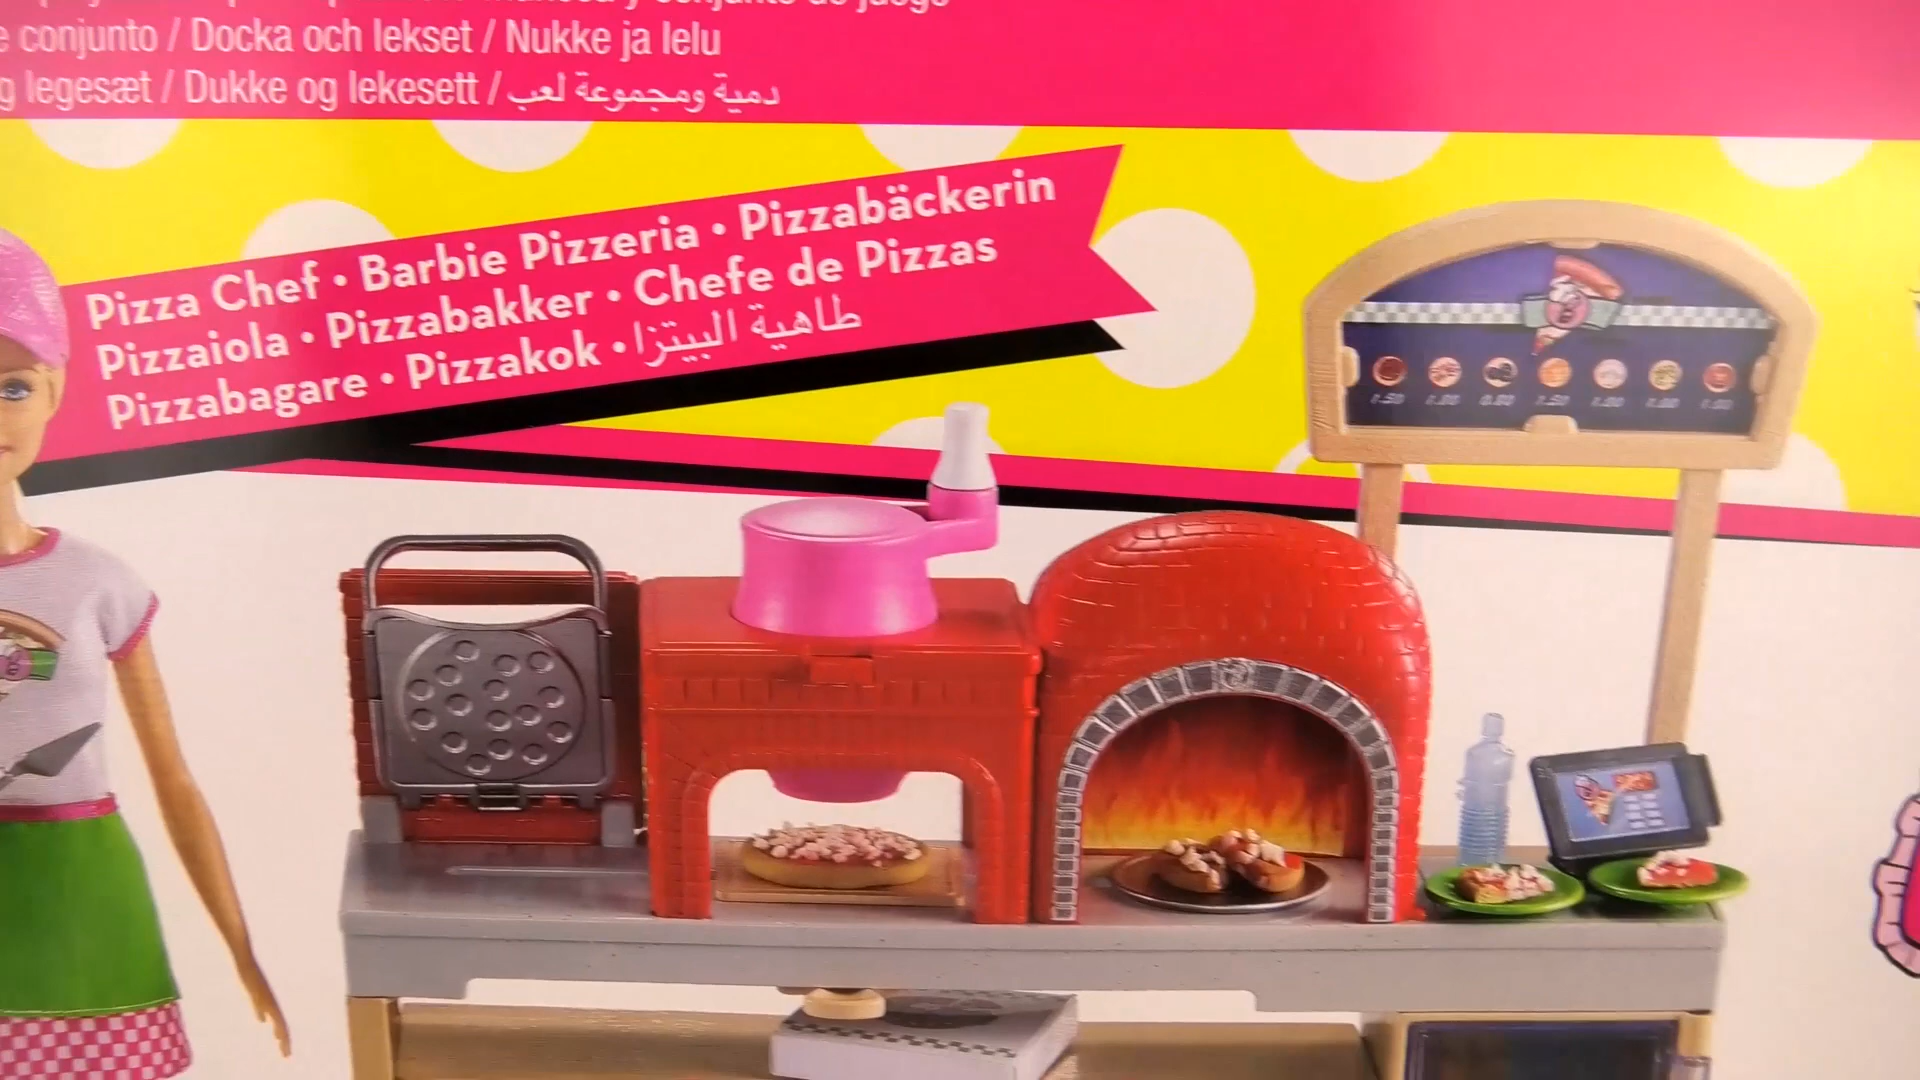 conjunto / Docka och lekset / Nukke ja lelu
legesæt / Dukke og lekesett / دمية ومجموعة لعب
Pizza Chef • Barbie Pizzeria • Pizzabäckerin
Pizzaiola • Pizzabakker • Chefe de Pizzas
Pizzabagare • Pizzakok • طاهية البيتزا